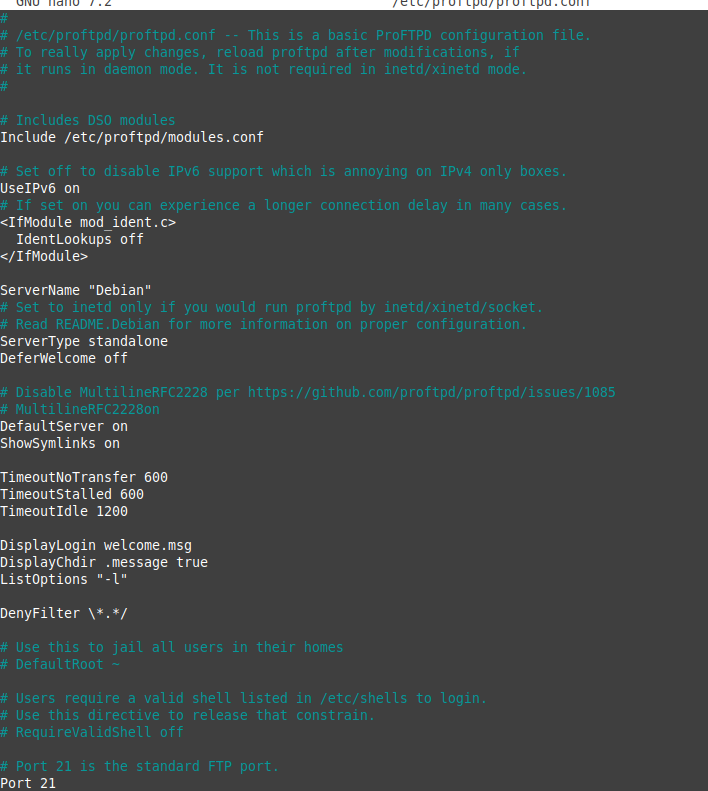 GNU nano 7.2 /etc/proftpd/proftpd.conf
#
# /etc/proftpd/proftpd.conf -- This is a basic ProFTPD configuration file.
# To really apply changes, reload proftpd after modifications, if
# it runs in daemon mode. It is not required in inetd/xinetd mode.
#
# Includes DSO modules
Include /etc/proftpd/modules.conf
# Set off to disable IPv6 support which is annoying on IPv4 only boxes.
UseIPv6 on
# If set on you can experience a longer connection delay in many cases.
<IfModule mod_ident.c>
  IdentLookups off
</IfModule>
ServerName "Debian"
# Set to inetd only if you would run proftpd by inetd/xinetd/socket.
# Read README.Debian for more information on proper configuration.
ServerType standalone
DeferWelcome off
# Disable MultilineRFC2228 per https://github.com/proftpd/proftpd/issues/1085
# MultilineRFC2228on
DefaultServer on
ShowSymlinks on
TimeoutNoTransfer 600
TimeoutStalled 600
TimeoutIdle 1200
DisplayLogin welcome.msg
DisplayChdir .message true
ListOptions "-l"
DenyFilter \*.*/
# Use this to jail all users in their homes
# DefaultRoot ~
# Users require a valid shell listed in /etc/shells to login.
# Use this directive to release that constrain.
# RequireValidShell off
# Port 21 is the standard FTP port.
Port 21